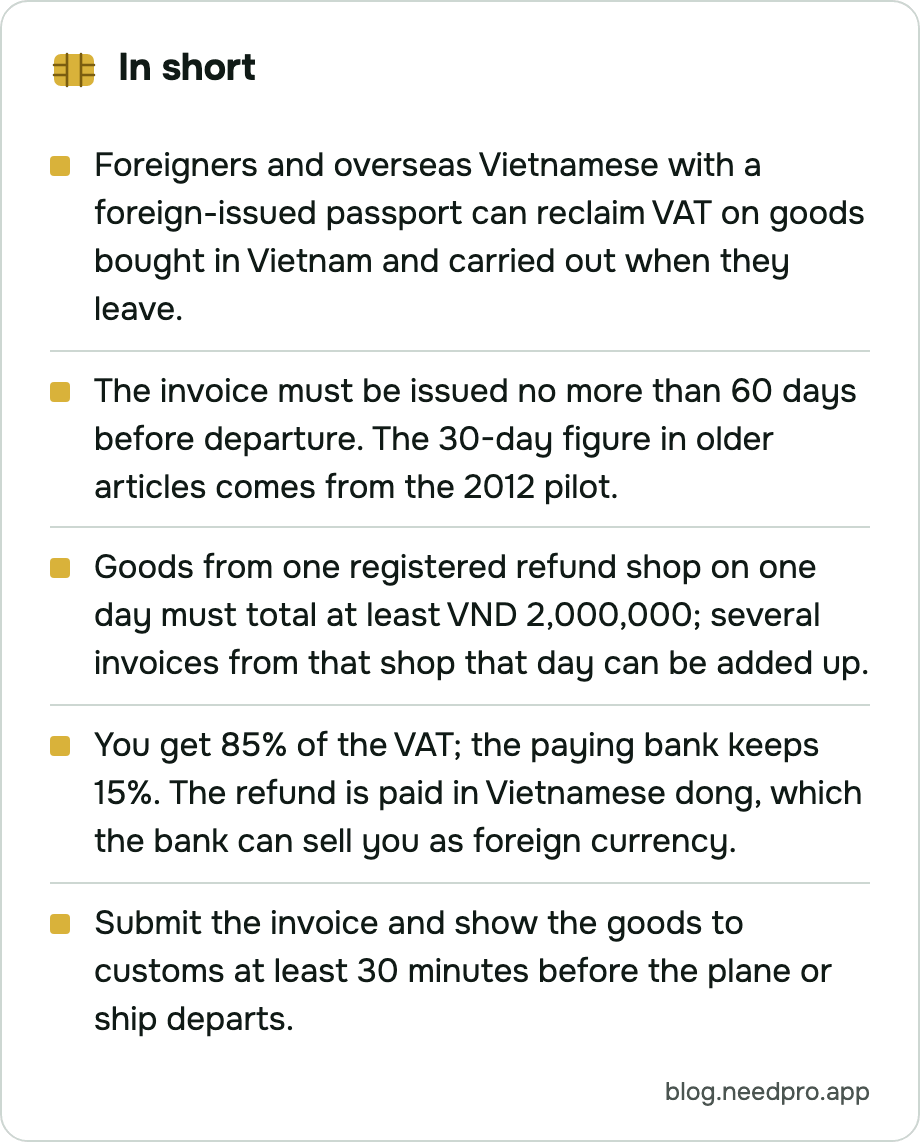 In short
Foreigners and overseas Vietnamese with a
foreign-issued passport can reclaim VAT on goods
bought in Vietnam and carried out when they
leave.
The invoice must be issued no more than 60 days
before departure. The 30-day figure in older
articles comes from the 2012 pilot.
Goods from one registered refund shop on one
day must total at least VND 2,000,000; several
invoices from that shop that day can be added up.
You get 85% of the VAT; the paying bank keeps
15%. The refund is paid in Vietnamese dong, which
the bank can sell you as foreign currency.
Submit the invoice and show the goods to
customs at least 30 minutes before the plane or
ship departs.
blog.needpro.app